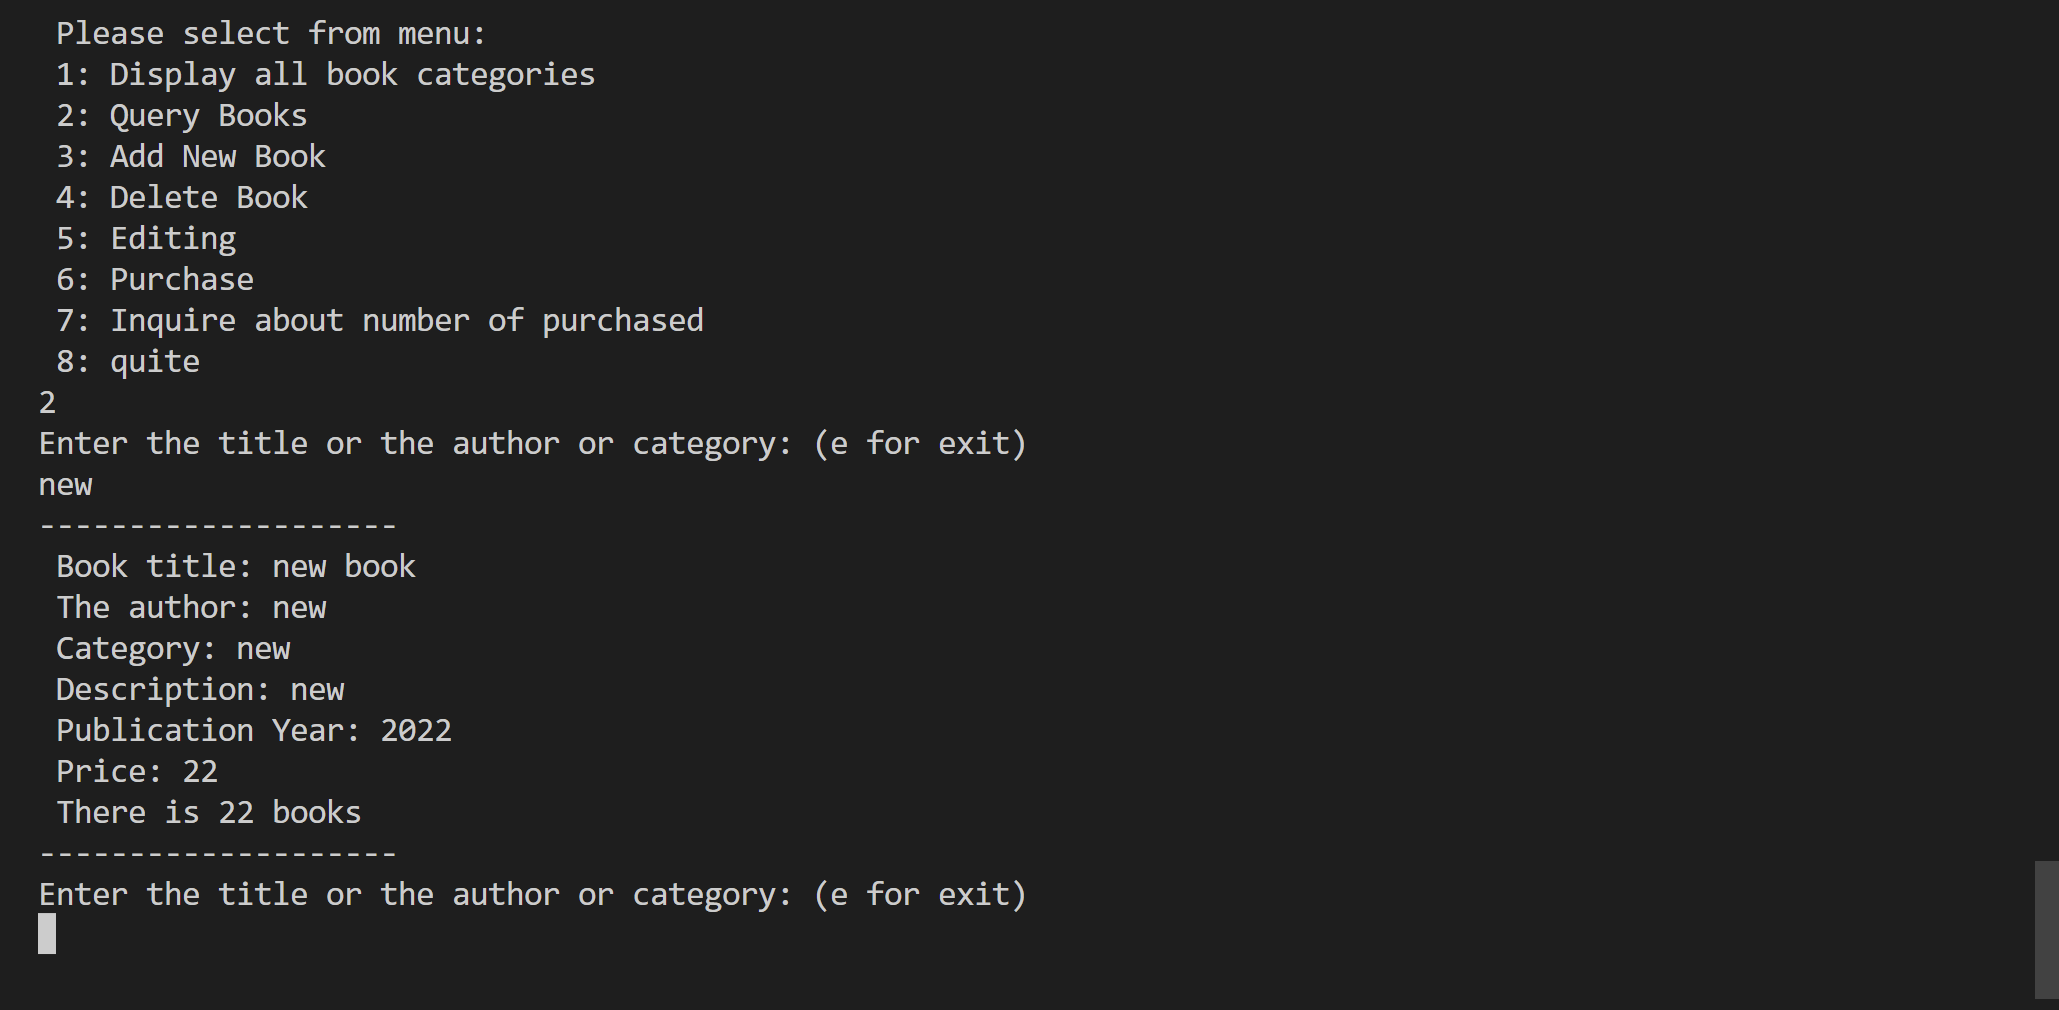 Please select from menu:
1: Display all book categories
2: Query Books
3: Add New Book
4: Delete Book
5: Editing
6: Purchase
7: Inquire about number of purchased
8: quite
2
Enter the title or the author or category: (e for exit)
new
--------------------
Book title: new book
The author: new
Category: new
Description: new
Publication Year: 2022
Price: 22
There is 22 books
--------------------
Enter the title or the author or category: (e for exit)